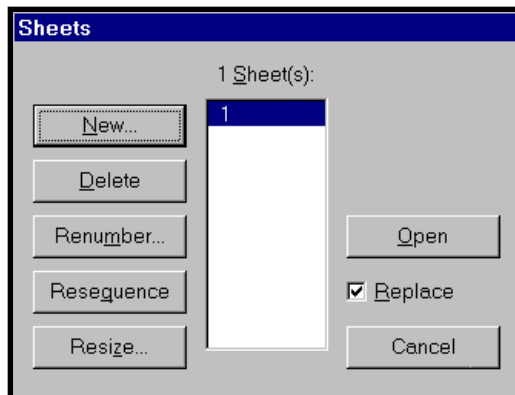 Sheets
1 Sheet(s):
New...
1
Delete
Renumber...
Open
Resequence
Replace
Resize...
Cancel